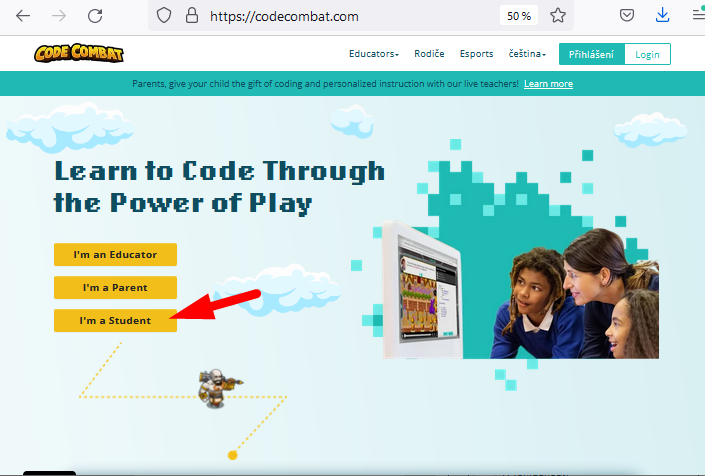 https://codecombat.com
50 %
CODE COMBAT
Educators
Rodiče
Esports
čeština
Přihlášení
Login
Parents, give your child the gift of coding and personalized instruction with our live teachers! Learn more
Learn to Code Through
the Power of Play
I'm an Educator
I'm a Parent
I'm a Student